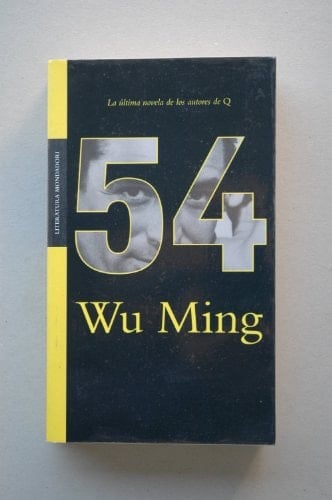 La última novela de los autores de Q
54
Wu Ming
LITERATURA MONDADORI